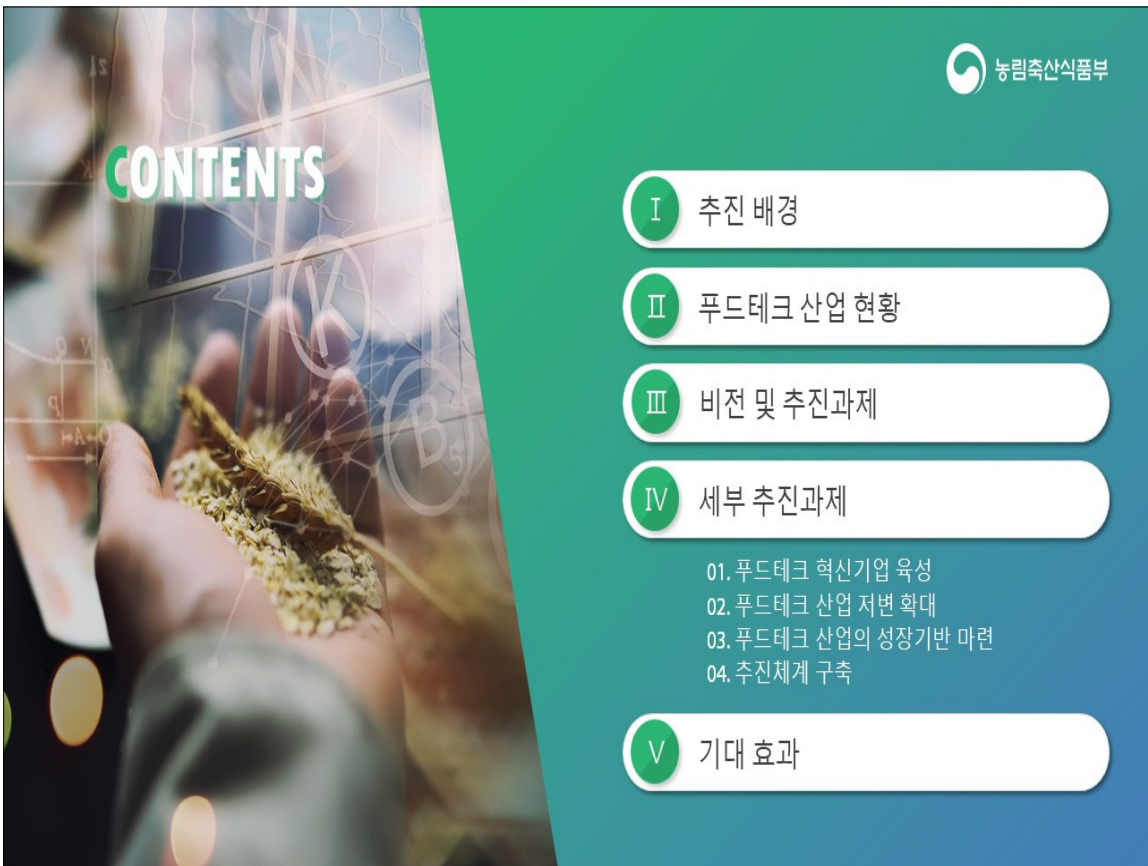 CONTENTS
농림축산식품부
Ⅰ 추진 배경
Ⅱ 푸드테크 산업 현황
Ⅲ 비전 및 추진과제
Ⅳ 세부 추진과제
01. 푸드테크 혁신기업 육성
02. 푸드테크 산업 저변 확대
03. 푸드테크 산업의 성장기반 마련
04. 추진체계 구축
Ⅴ 기대 효과
K
B5